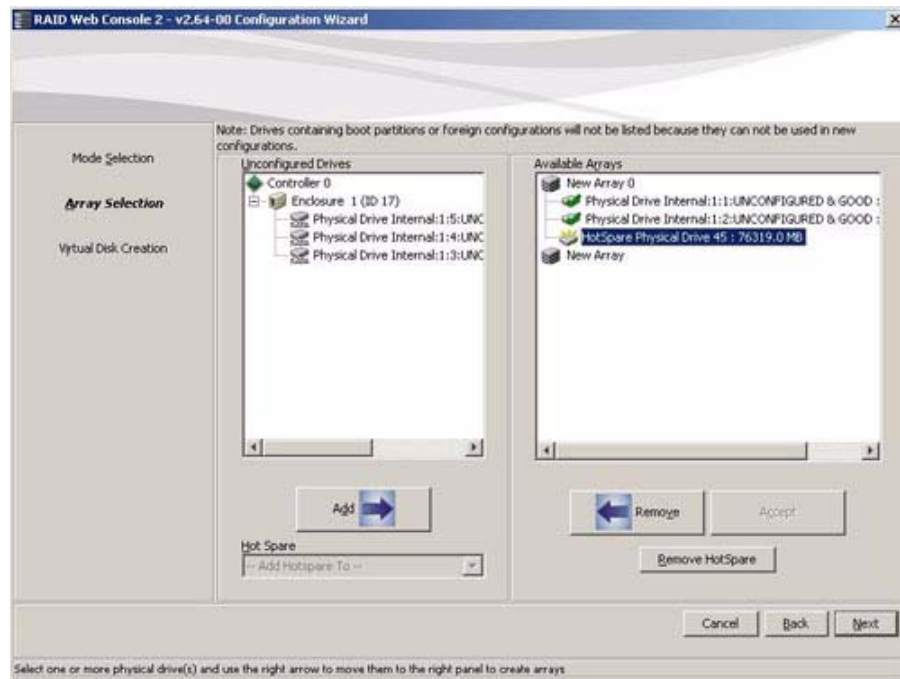 RAID Web Console 2 - v2.64-00 Configuration Wizard
Note: Drives containing boot partitions or foreign configurations will not be listed because they can not be used in new
configurations.
Mode Selection
Array Selection
Virtual Disk Creation
Unconfigured Drives
Controller 0
Enclosure 1 (ID 17)
Physical Drive Internal:1:5:UNC
Physical Drive Internal:1:4:UNC
Physical Drive Internal:1:3:UNC
Add
Hot Spare
-- Add Hotspare To --
Available Arrays
New Array 0
Physical Drive Internal:1:1:UNCONFIGURED & GOOD :
Physical Drive Internal:1:2:UNCONFIGURED & GOOD :
HotSpare Physical Drive 45 : 76319.0 MB
New Array
Remove
Accept
Remove HotSpare
Cancel
Back
Next
Select one or more physical drive(s) and use the right arrow to move them to the right panel to create arrays